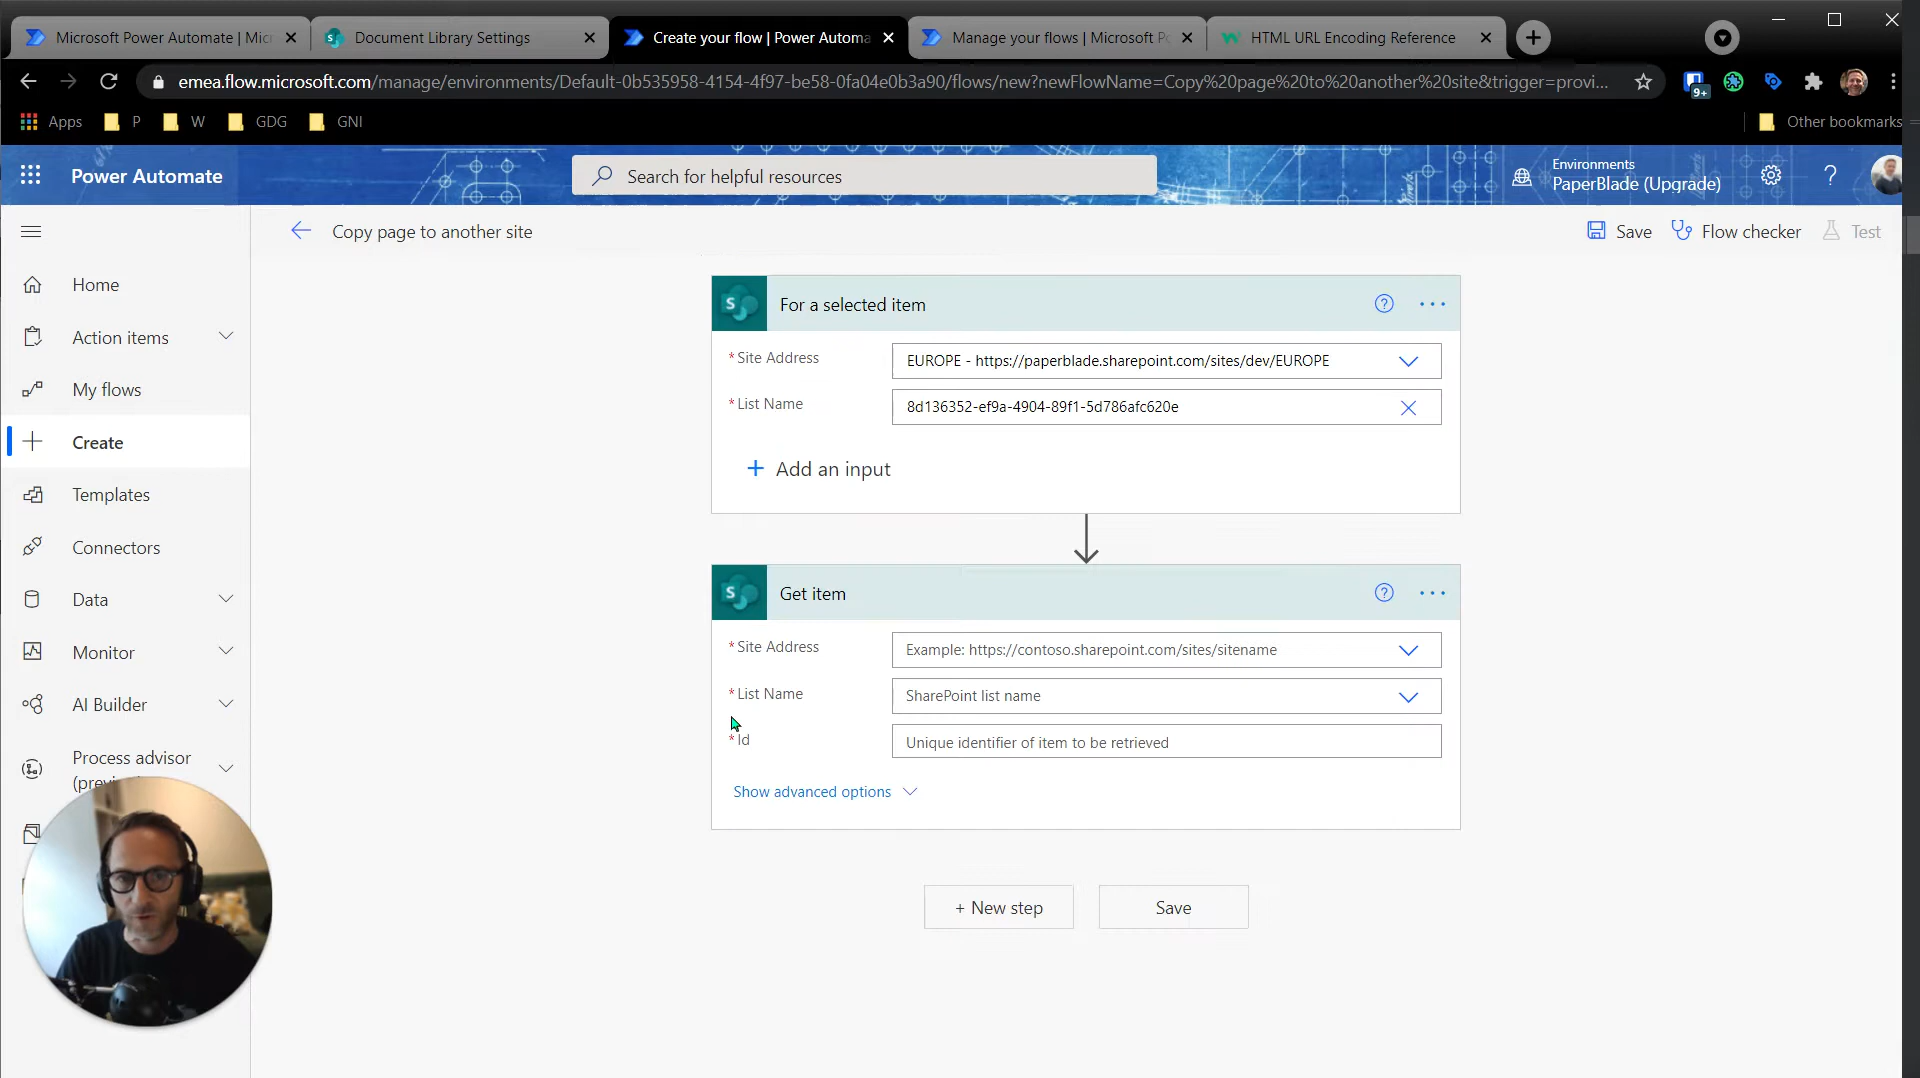 Microsoft Power Automate | Mic
Document Library Settings
Create your flow | Power Automa
Manage your flows | Microsoft Po
HTML URL Encoding Reference
emea.flow.microsoft.com/manage/environments/Default-0b535958-4154-4f97-be58-0fa04e0b3a90/flows/new?newFlowName=Copy%20page%20to%20another%20site&trigger=provi...
9+
Apps
P
W
GDG
GNI
Other bookmarks
Power Automate
Search for helpful resources
Environments
PaperBlade (Upgrade)
Copy page to another site
Save
Flow checker
Test
Home
Action items
My flows
Create
Templates
Connectors
Data
Monitor
AI Builder
Process advisor
For a selected item
* Site Address
EUROPE - https://paperblade.sharepoint.com/sites/dev/EUROPE
* List Name
8d136352-ef9a-4904-89f1-5d786afc620e
+ Add an input
Get item
* Site Address
Example: https://contoso.sharepoint.com/sites/sitename
* List Name
SharePoint list name
* Id
Unique identifier of item to be retrieved
Show advanced options
+ New step
Save